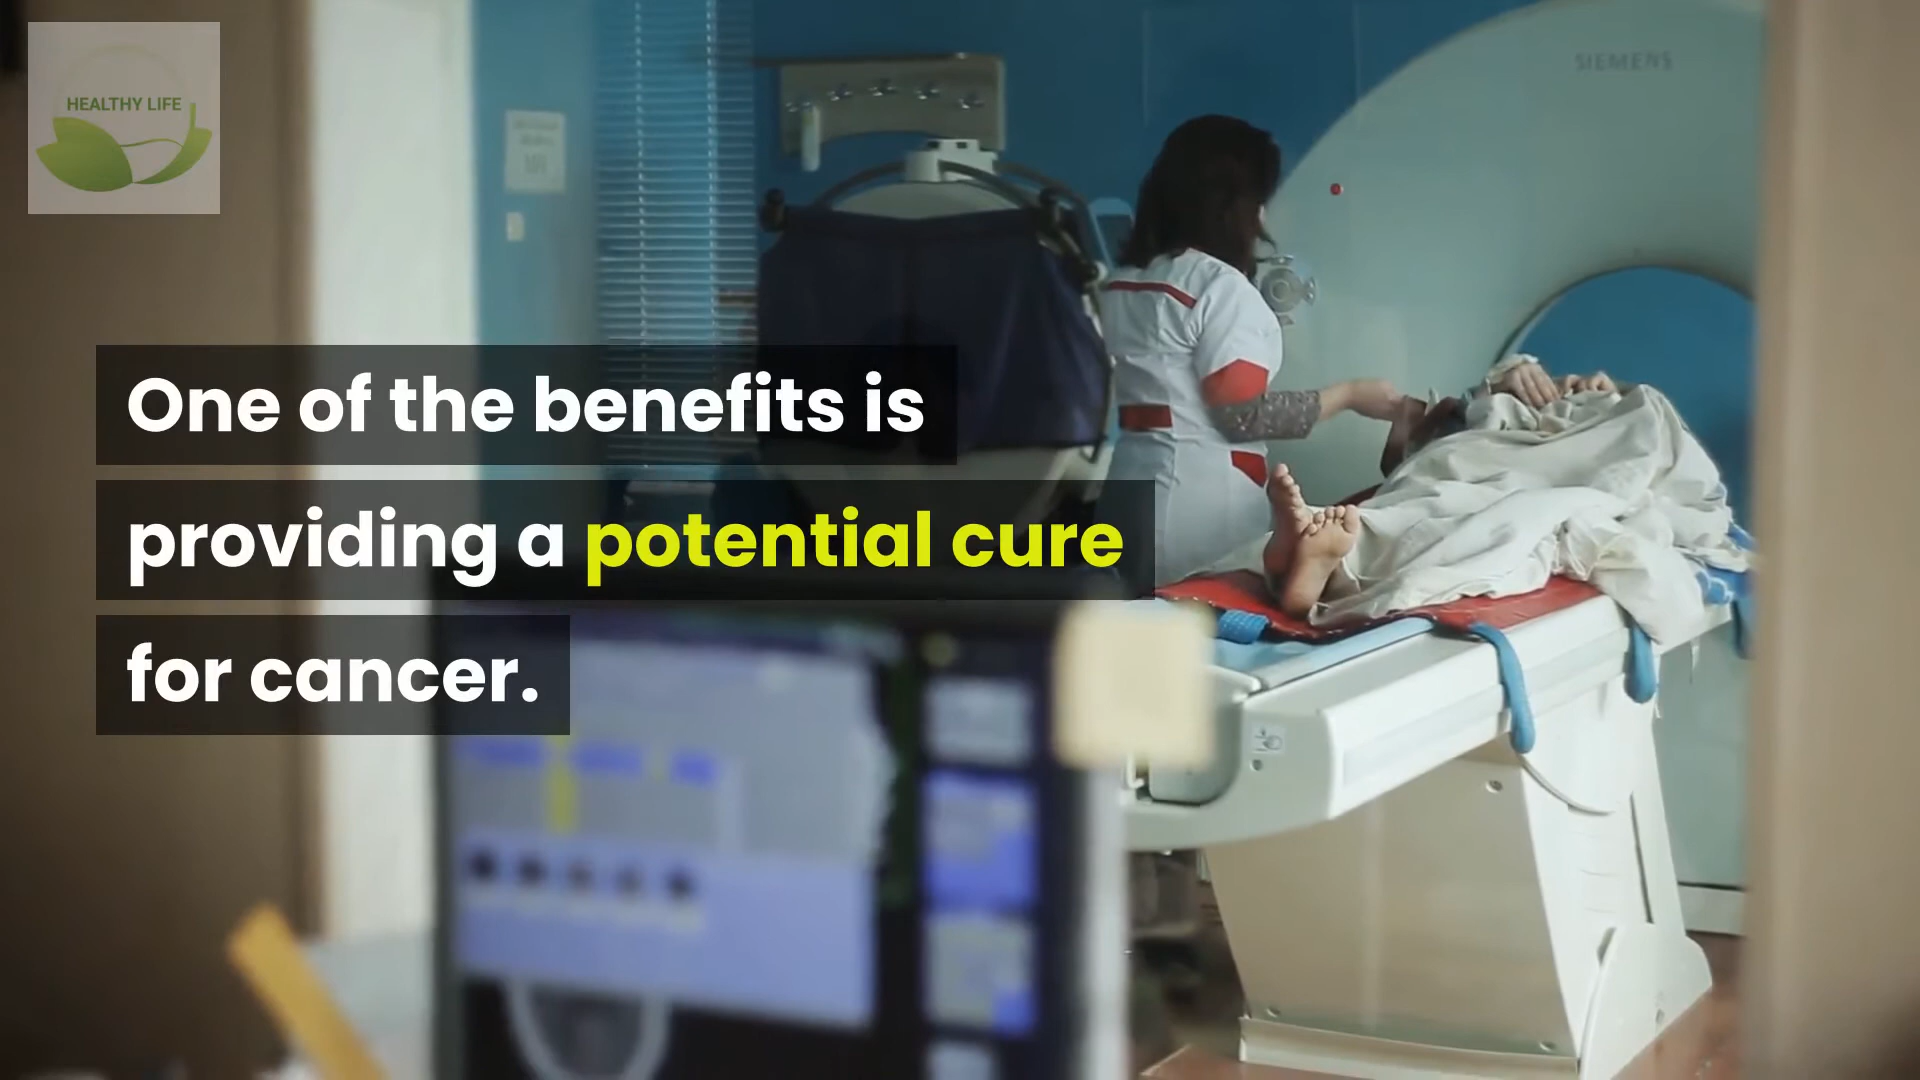 HEALTHY LIFE
SIEMENS
One of the benefits is
providing a potential cure
for cancer.